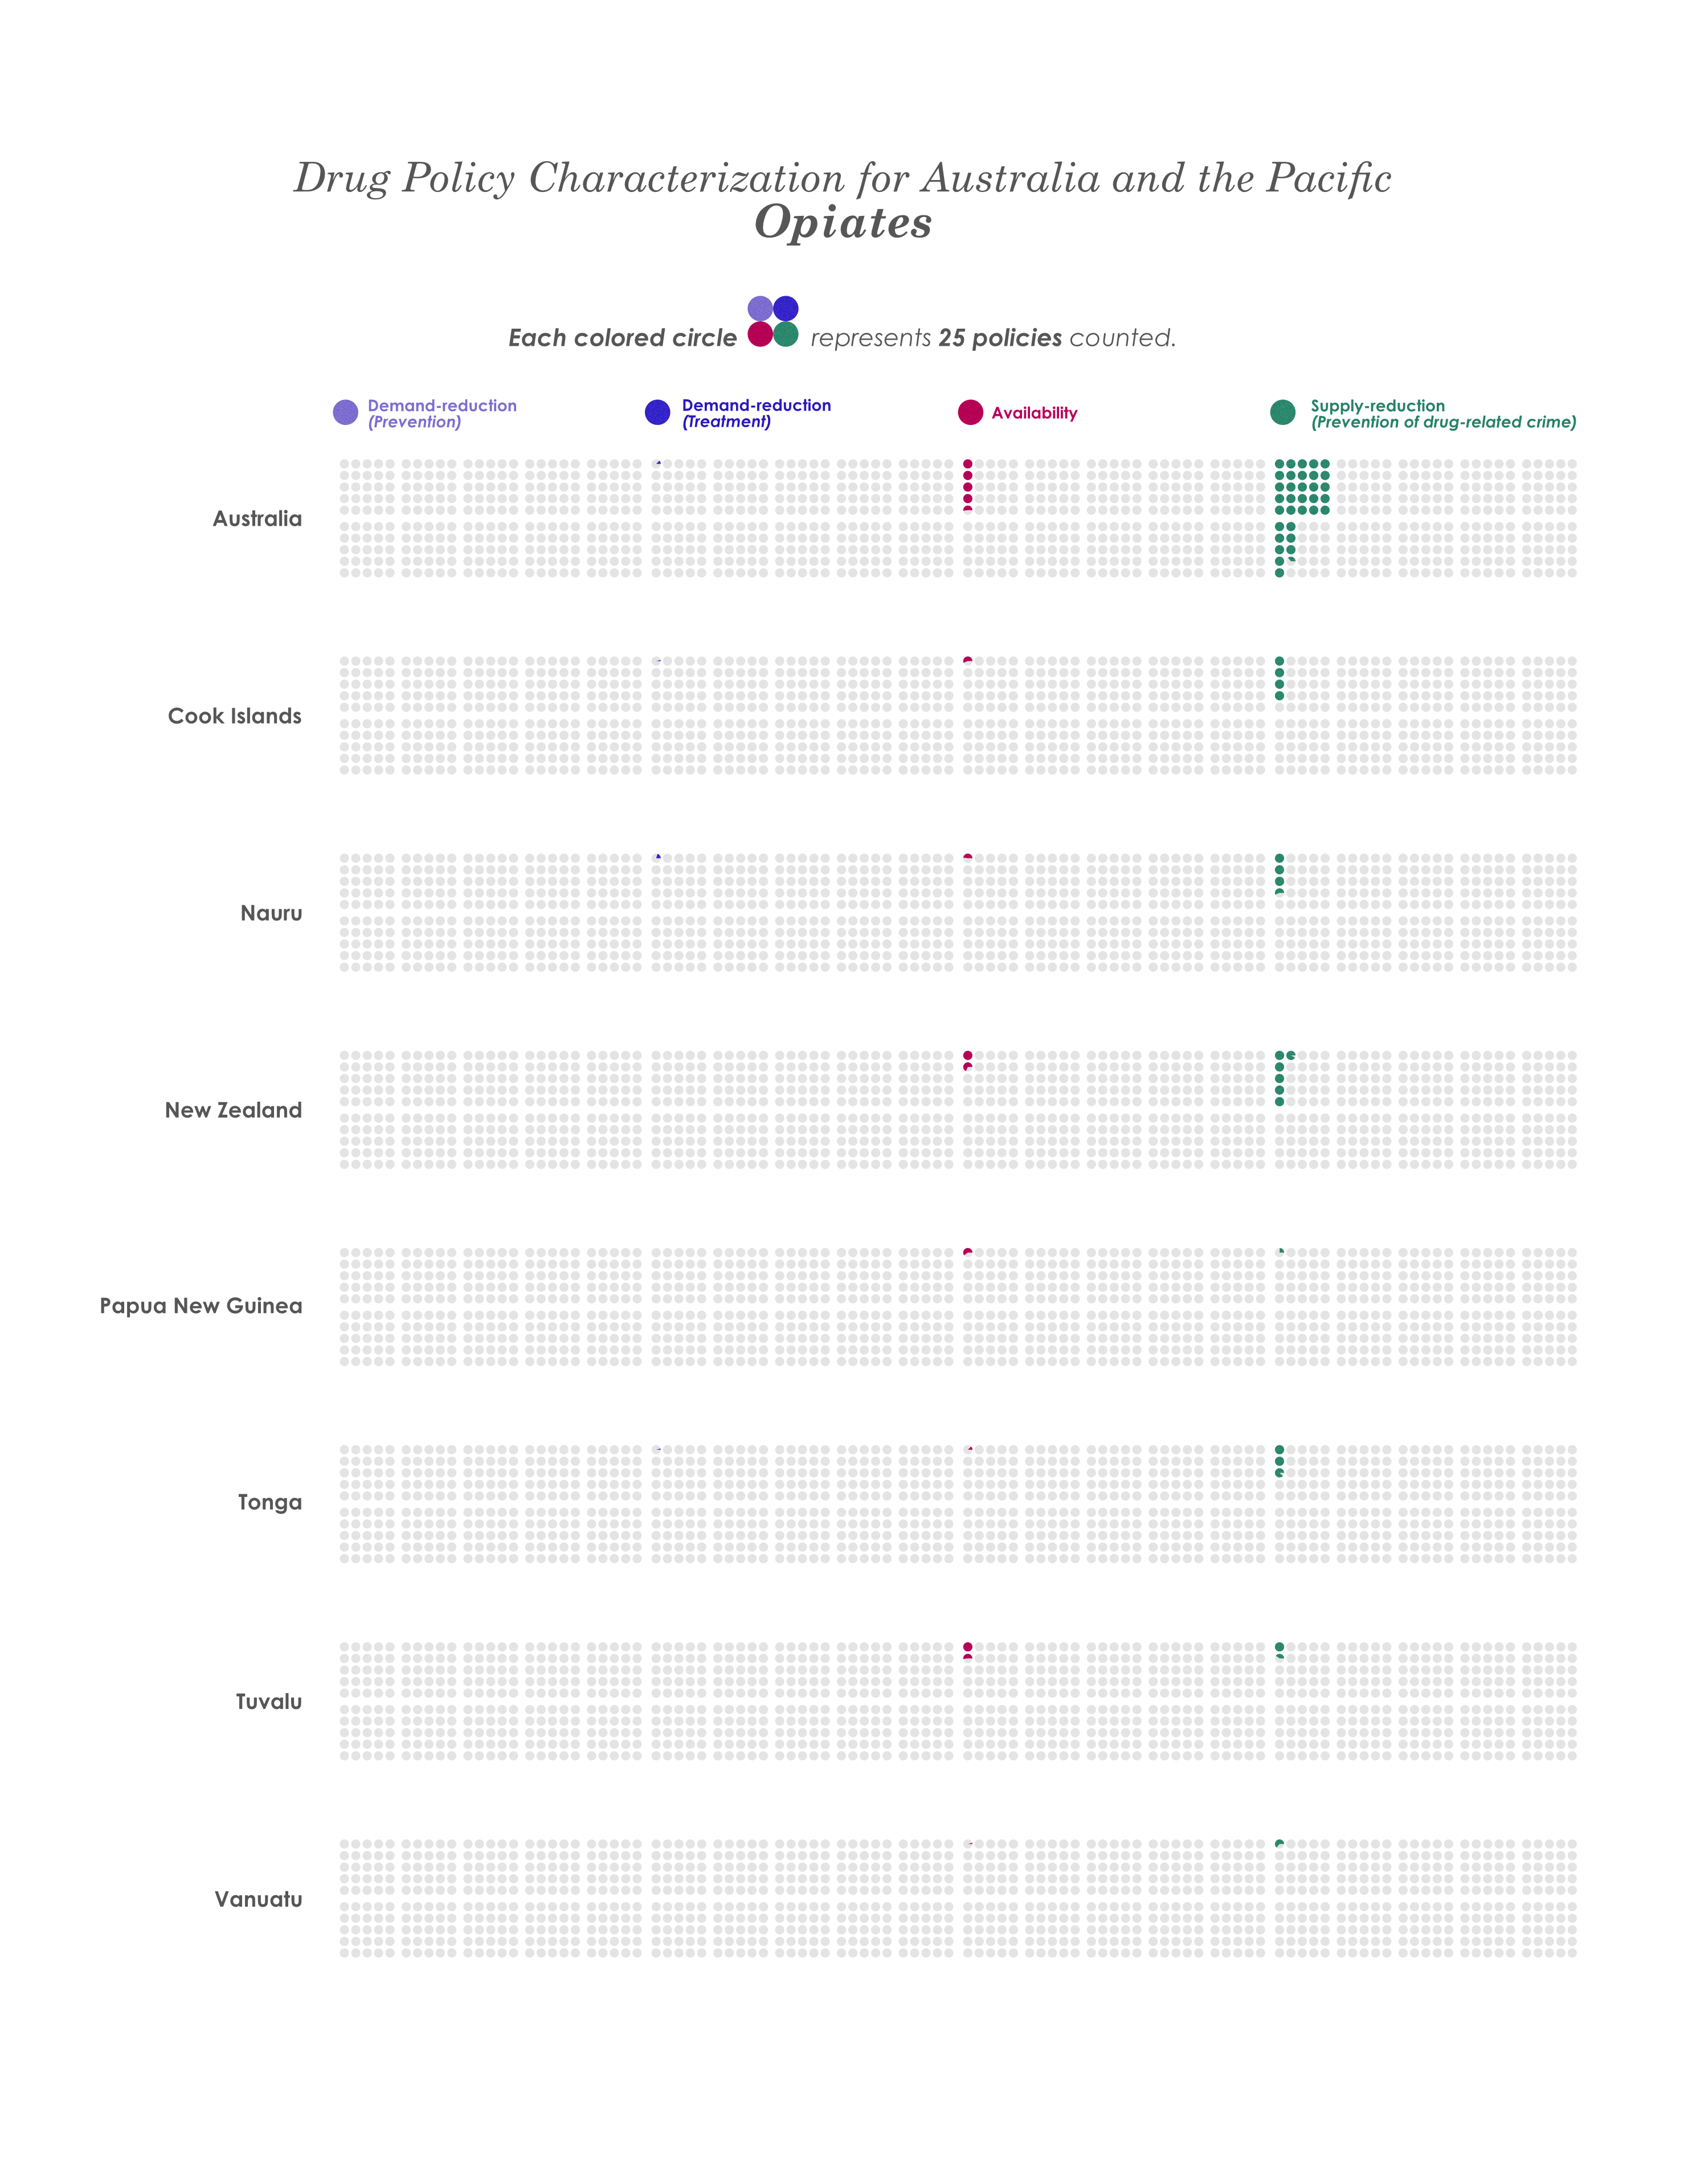 Drug Policy Characterization for Australia and the Pacific
Opiates
Each colored circle represents 25 policies counted.
Demand-reduction
(Prevention)
Demand-reduction
(Treatment)
Availability
Supply-reduction
(Prevention of drug-related crime)
Australia
Cook Islands
Nauru
New Zealand
Papua New Guinea
Tonga
Tuvalu
Vanuatu